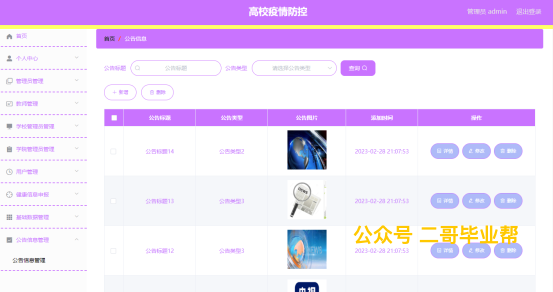 高校疫情防控
管理员 admin 退出登录
首页
个人中心
管理员管理
教师管理
学校管理员管理
学院管理员管理
用户管理
健康信息申报
基础数据管理
公告信息管理
公告信息管理
首页 / 公告信息
公告标题 公告标题 公告类型 请选择公告类型 查询
+ 新增 删除
公告标题 公告类型 公告图片 添加时间 操作
公告标题14 公告类型2 2023-02-28 21:07:53 详情 修改 删除
公告标题13 公告类型3 2023-02-28 21:07:53 详情 修改 删除
公告标题12 公告类型3 2023-02-28 21:07:53 详情 修改 删除
公众号 二哥毕业帮